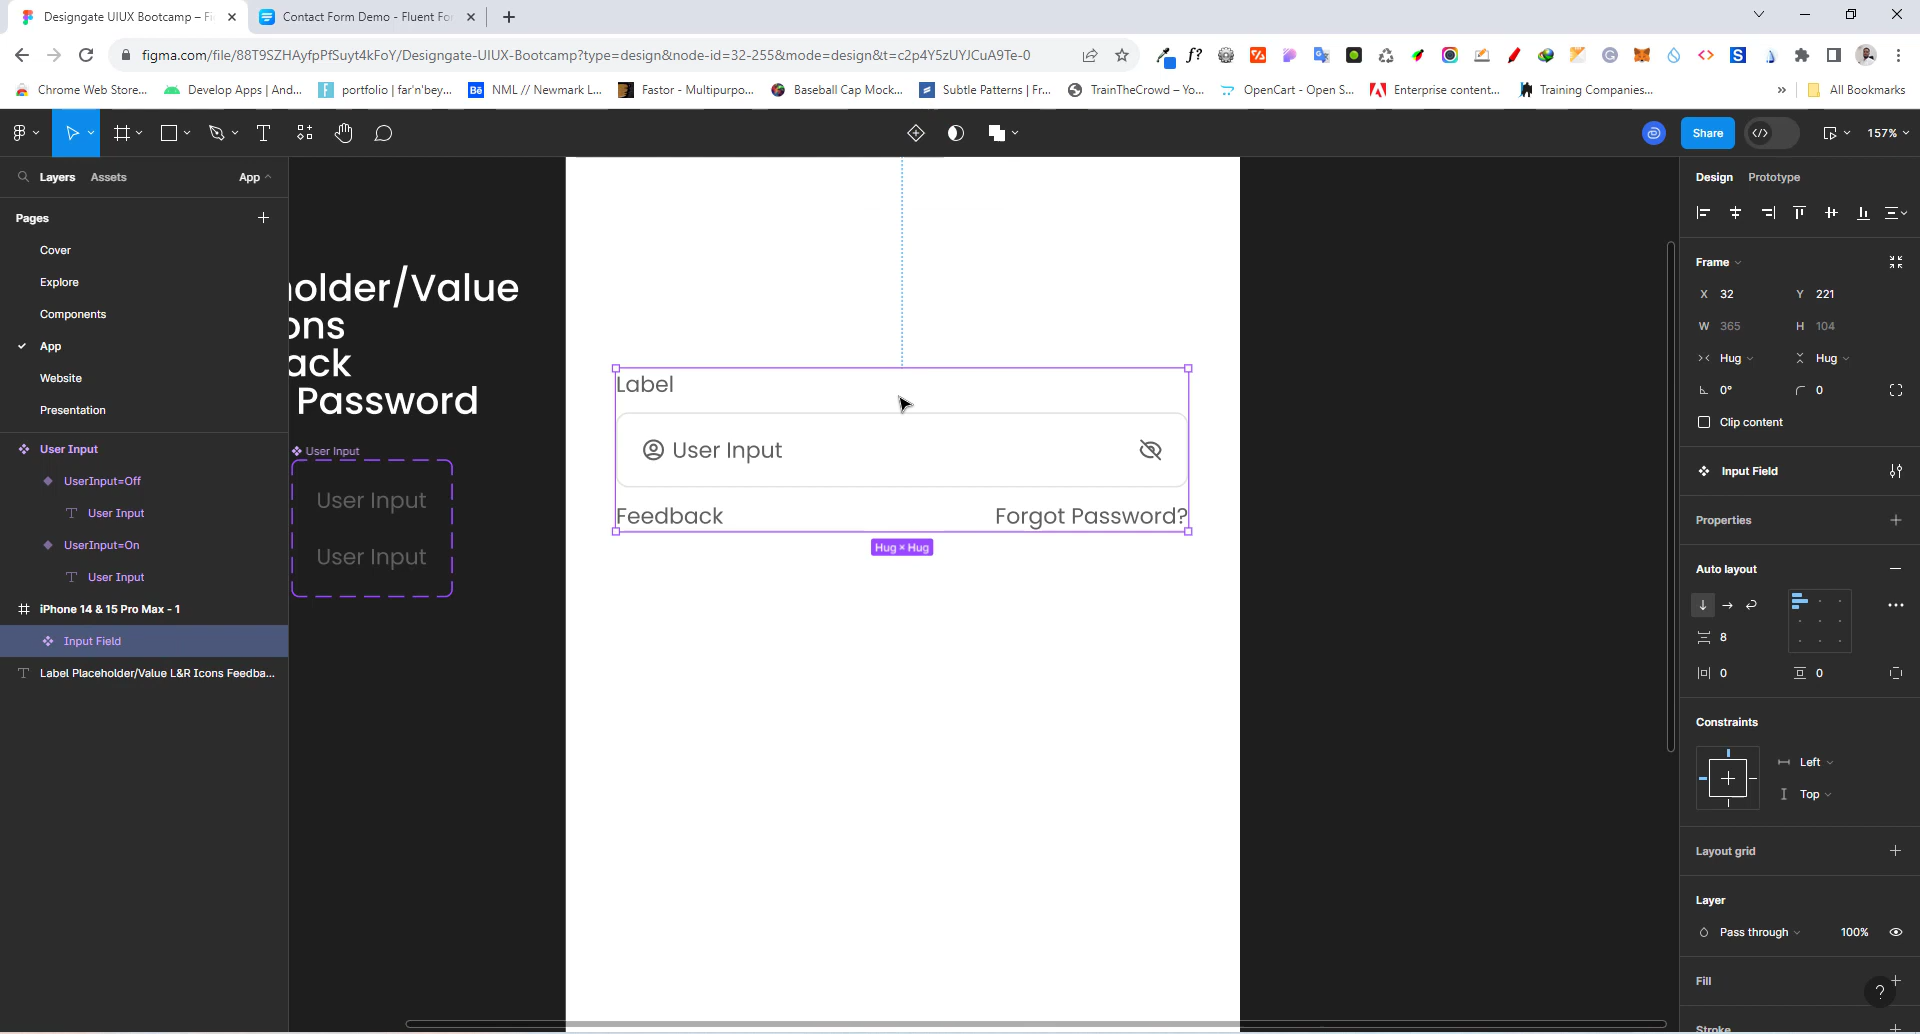 Designgate UIUX Bootcamp – Fi
Contact Form Demo - Fluent Fo
figma.com/file/88T9SZHAyfpPfSuyt4kFoY/Designgate-UIUX-Bootcamp?type=design&node-id=32-255&mode=design&t=c2p4Y5zUYJCuA9Te-0
Chrome Web Store...
Develop Apps | And...
portfolio | far'n'bey...
NML // Newmark L...
Fastor - Multipurpo...
Baseball Cap Mock...
Subtle Patterns | Fr...
TrainTheCrowd – Yo...
OpenCart - Open S...
Enterprise content...
Training Companies...
All Bookmarks
Share
157%
Layers
Assets
App
Pages
Cover
Explore
Components
App
Website
Presentation
User Input
UserInput=Off
User Input
UserInput=On
User Input
iPhone 14 & 15 Pro Max - 1
Input Field
Label Placeholder/Value L&R Icons Feedba...
holder/Value
ons
ack
Password
User Input
User Input
User Input
Label
User Input
Feedback
Forgot Password?
Hug × Hug
Design
Prototype
Frame
X 32
Y 221
W 365
H 104
Hug
Hug
0°
0
Clip content
Input Field
Properties
Auto layout
8
0
0
Constraints
Left
Top
Layout grid
Layer
Pass through
100%
Fill
?
Stroke